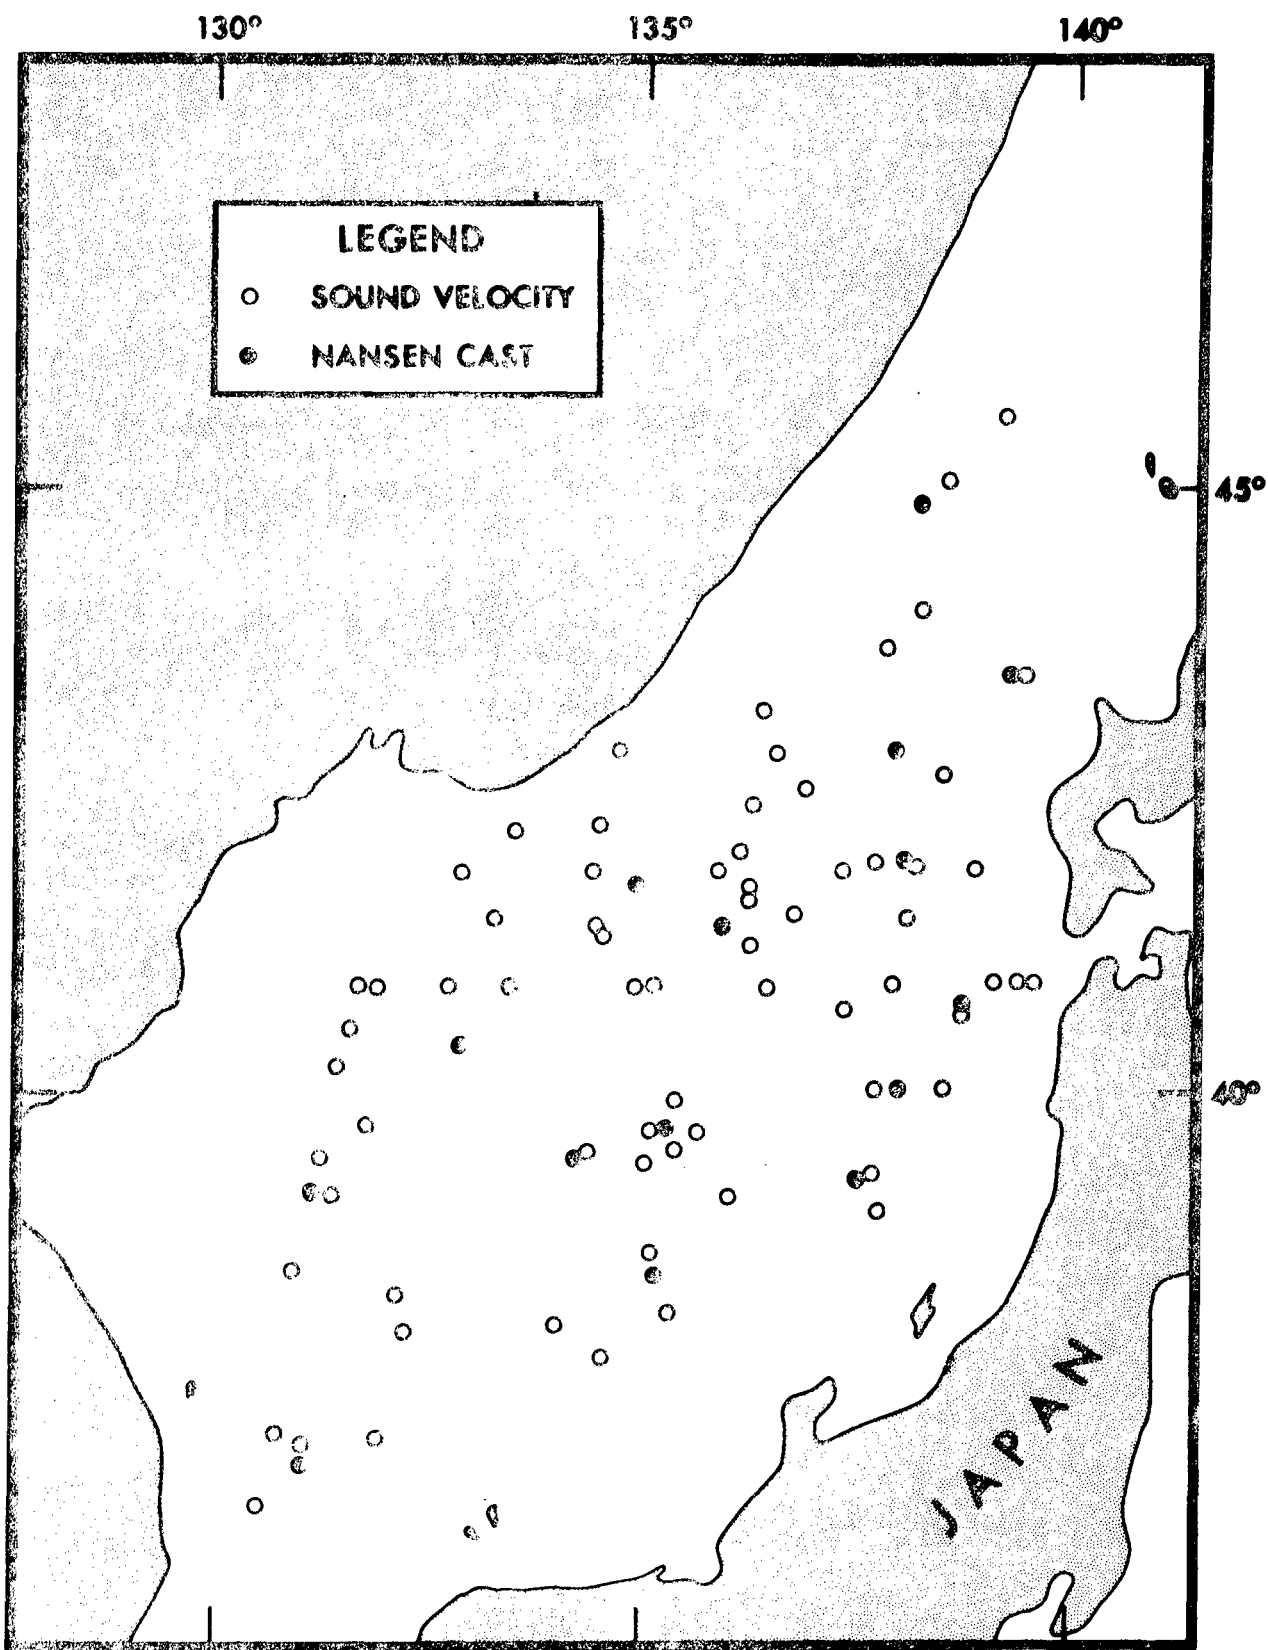 130° 135° 140°
LEGEND
SOUND VELOCITY
NANSEN CAST
45°
40°
JAPAN